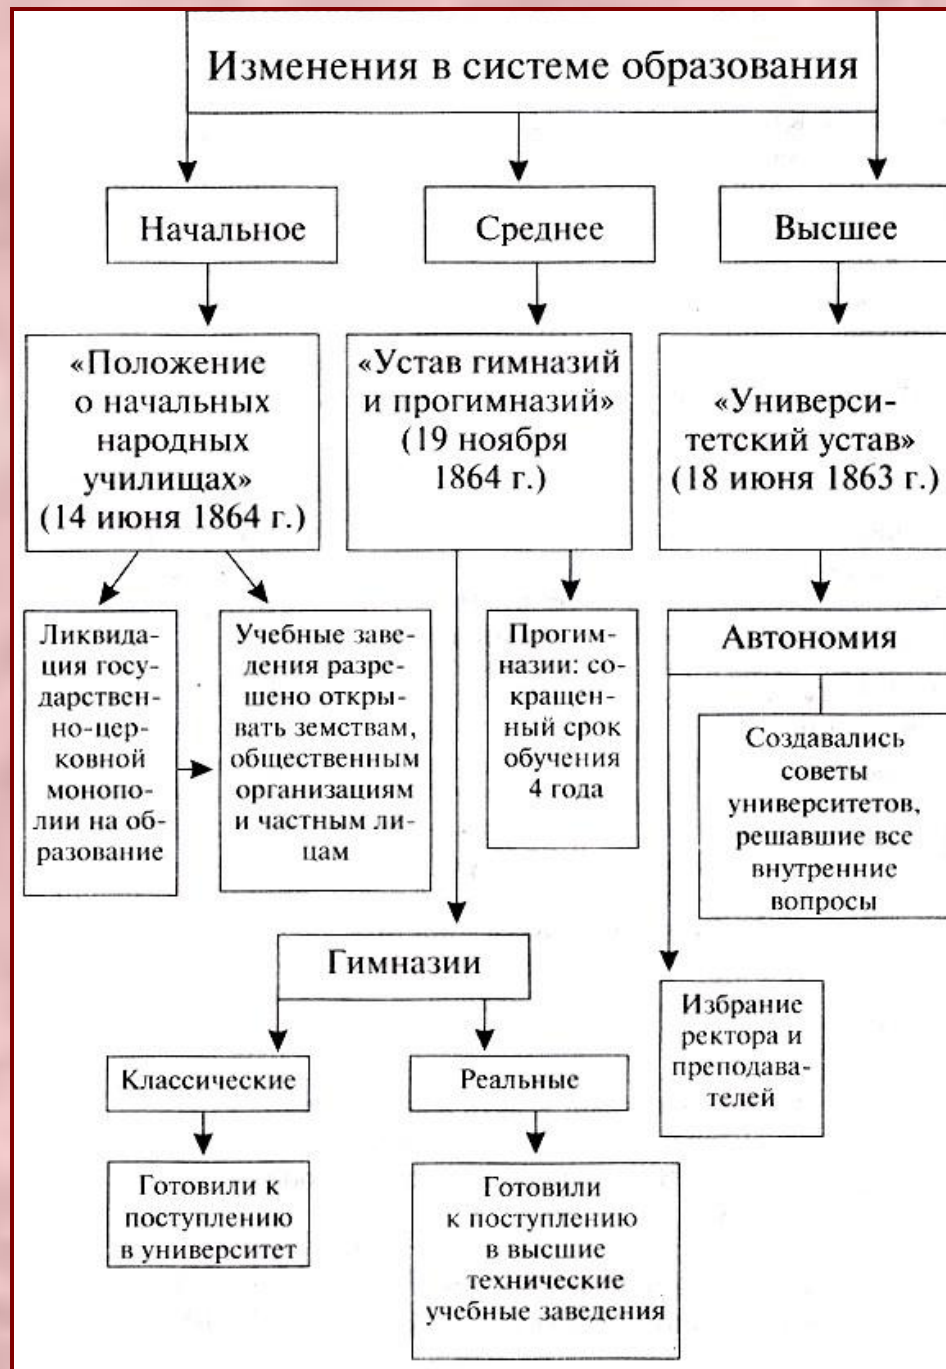 Изменения в системе образования
Начальное
Среднее
Высшее
«Положение
о начальных
народных
училищах»
(14 июня 1864 г.)
«Устав гимназий
и прогимназий»
(19 ноября
1864 г.)
«Универси-
тетский устав»
(18 июня 1863 г.)
Ликвида-
ция госу-
дарствен-
но-цер-
ковной
монопо-
лии на об-
разование
Учебные заве-
дения разре-
шено откры-
вать земствам,
общественным
организациям
и частным ли-
цам
Прогим-
назии: со-
кращен-
ный срок
обучения
4 года
Автономия
Создавались
советы
университетов,
решавшие все
внутренние
вопросы
Гимназии
Избрание
ректора и
преподава-
телей
Классические
Реальные
Готовили к
поступлению
в университет
Готовили
к поступлению
в высшие
технические
учебные заведения